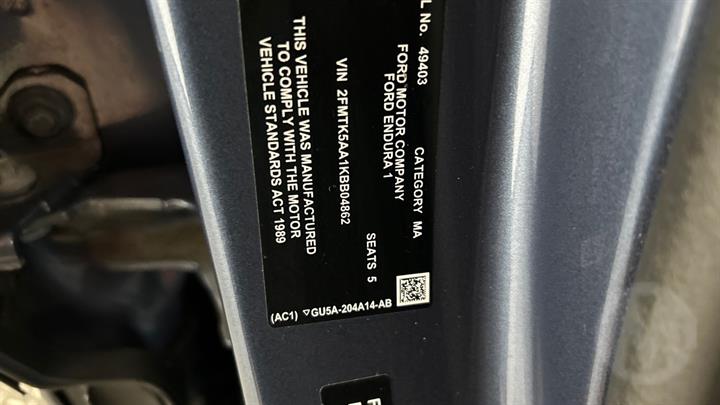 L No. 49403 CATEGORY MA
FORD MOTOR COMPANY
FORD ENDURA 1
VIN 2FMTK5AA1KBB04862 SEATS 5
THIS VEHICLE WAS MANUFACTURED
TO COMPLY WITH THE MOTOR
VEHICLE STANDARDS ACT 1989
(AC1) ▽GU5A-204A14-AB